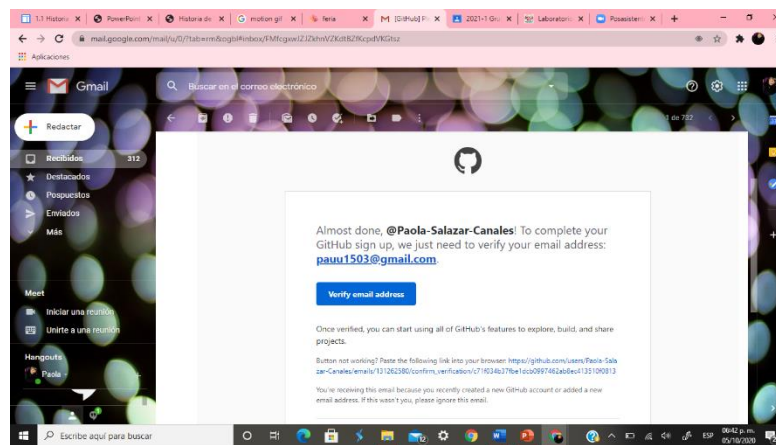 1.1 Historia
PowerPoint
Historia de
motion gif
feria
[GitHub] Pl
2021-1 Gru
Laboratorio
Posasistem
mail.google.com/mail/u/0/?tab=rm&ogbl#inbox/
Aplicaciones
Gmail
Buscar en el correo electrónico
Redactar
1 de 732
Recibidos 312
Destacados
Pospuestos
Enviados
Más
Almost done, @Paola-Salazar-Canales! To complete your
GitHub sign up, we just need to verify your email address:
pauu1503@gmail.com.
Verify email address
Once verified, you can start using all of GitHub's features to explore, build, and share
projects.
Button not working? Paste the following link into your browser: https://github.com/users/Paola-Sala
zar-Canales/emails/131262580/confirm_verification/
You're receiving this email because you recently created a new GitHub account or added a new
email address. If this wasn't you, please ignore this email.
Meet
Iniciar una reunión
Unirte a una reunión
Hangouts
Paola
Escribe aquí para buscar
ESP
06:42 p. m.
05/10/2020